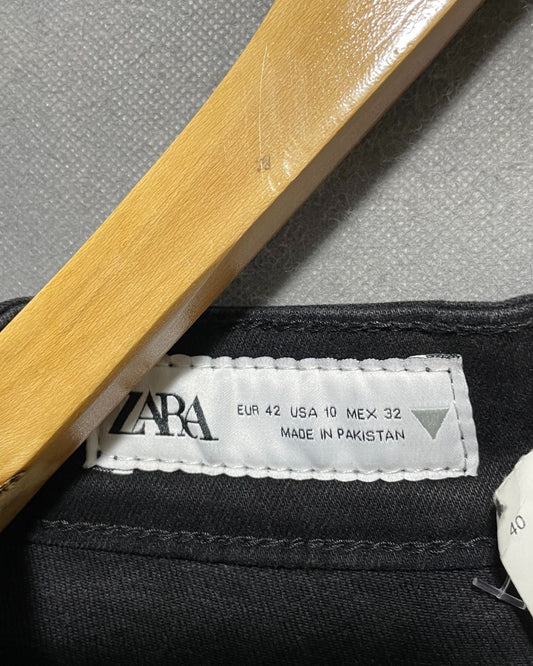 ZARA
EUR 42 USA 10 MEX 32
MADE IN PAKISTAN
40